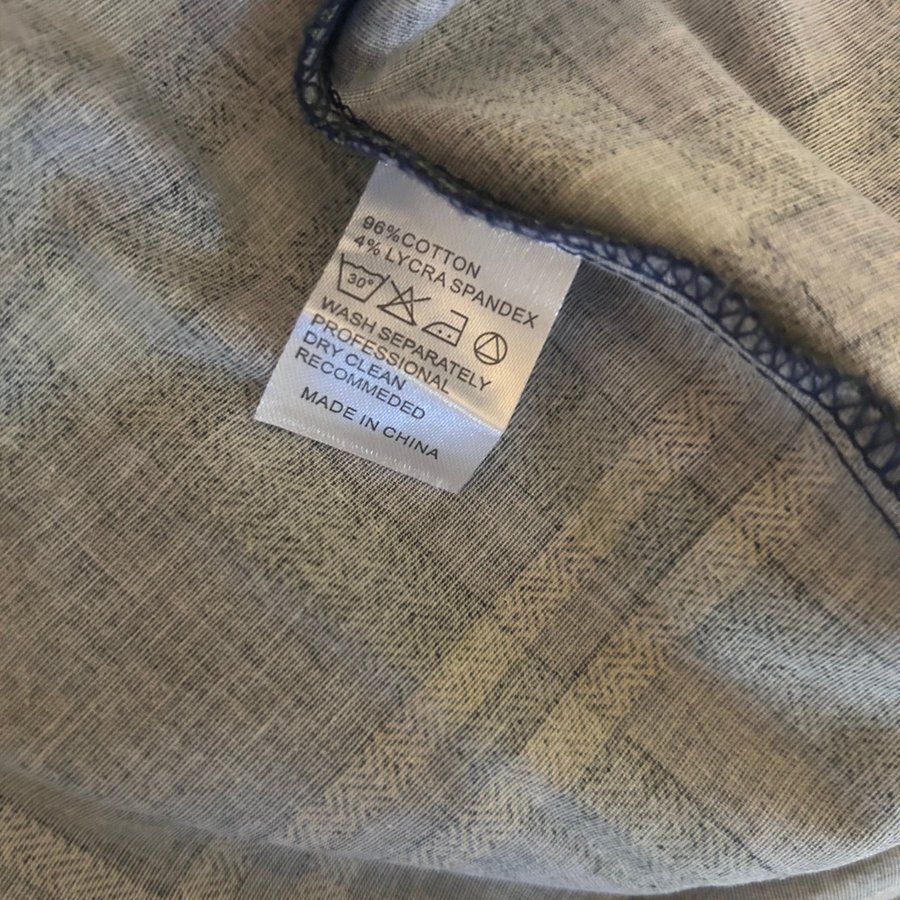 96%COTTON
4% LYCRA SPANDEX
30°
WASH SEPARATELY
PROFESSIONAL
DRY CLEAN
RECOMMEDED
MADE IN CHINA